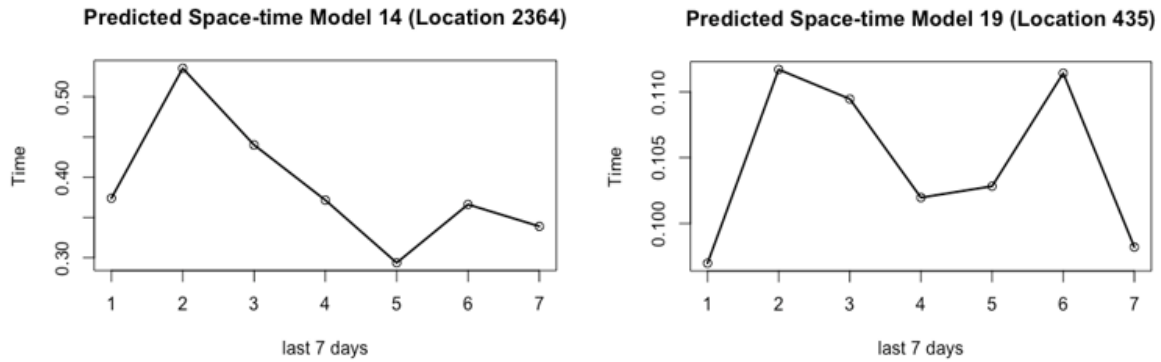 Predicted Space-time Model 14 (Location 2364)
Time
0.50
0.40
0.30
1 2 3 4 5 6 7
last 7 days
Predicted Space-time Model 19 (Location 435)
Time
0.110
0.105
0.100
1 2 3 4 5 6 7
last 7 days